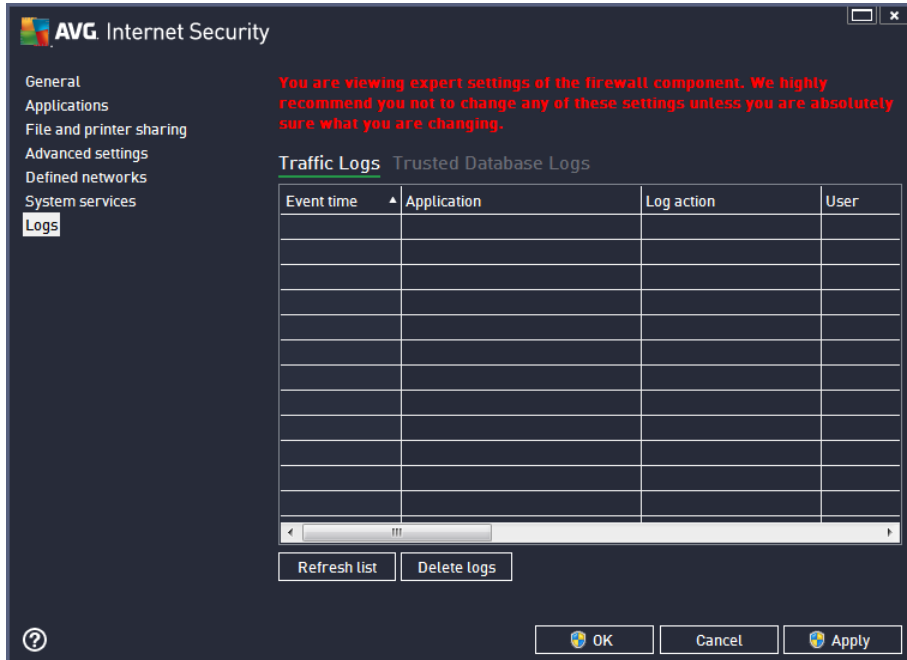 AVG. Internet Security
General
Applications
File and printer sharing
Advanced settings
Defined networks
System services
Logs
You are viewing expert settings of the firewall component. We highly
recommend you not to change any of these settings unless you are absolutely
sure what you are changing.
Traffic Logs Trusted Database Logs
Event time Application Log action User
Refresh list Delete logs
OK Cancel Apply